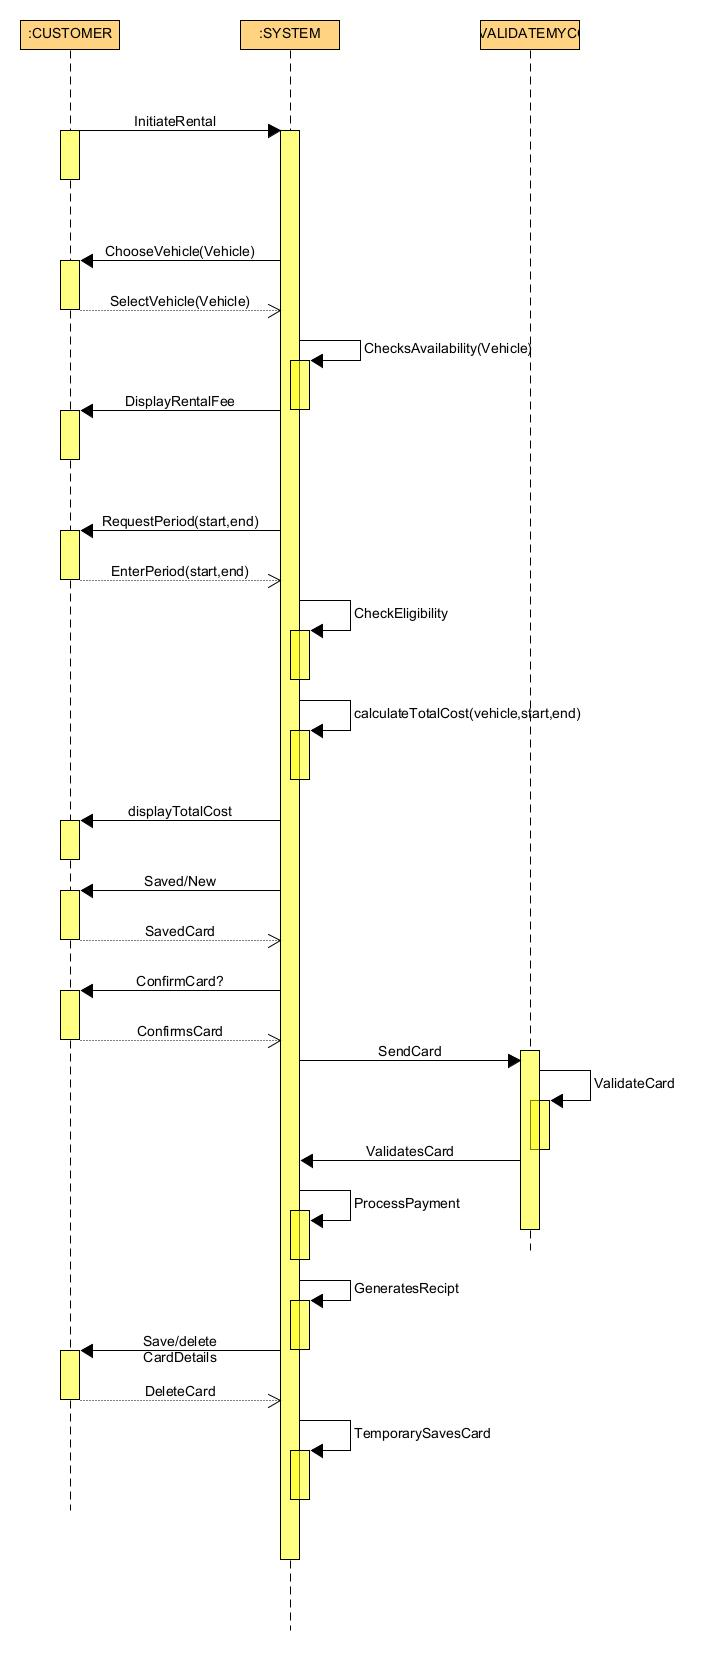 :CUSTOMER
:SYSTEM
VALIDATEMYC
InitiateRental
ChooseVehicle(Vehicle)
SelectVehicle(Vehicle)
ChecksAvailability(Vehicle)
DisplayRentalFee
RequestPeriod(start,end)
EnterPeriod(start,end)
CheckEligibility
calculateTotalCost(vehicle,start,end)
displayTotalCost
Saved/New
SavedCard
ConfirmCard?
ConfirmsCard
SendCard
ValidateCard
ValidatesCard
ProcessPayment
GeneratesRecipt
Save/delete
CardDetails
DeleteCard
TemporarySavesCard